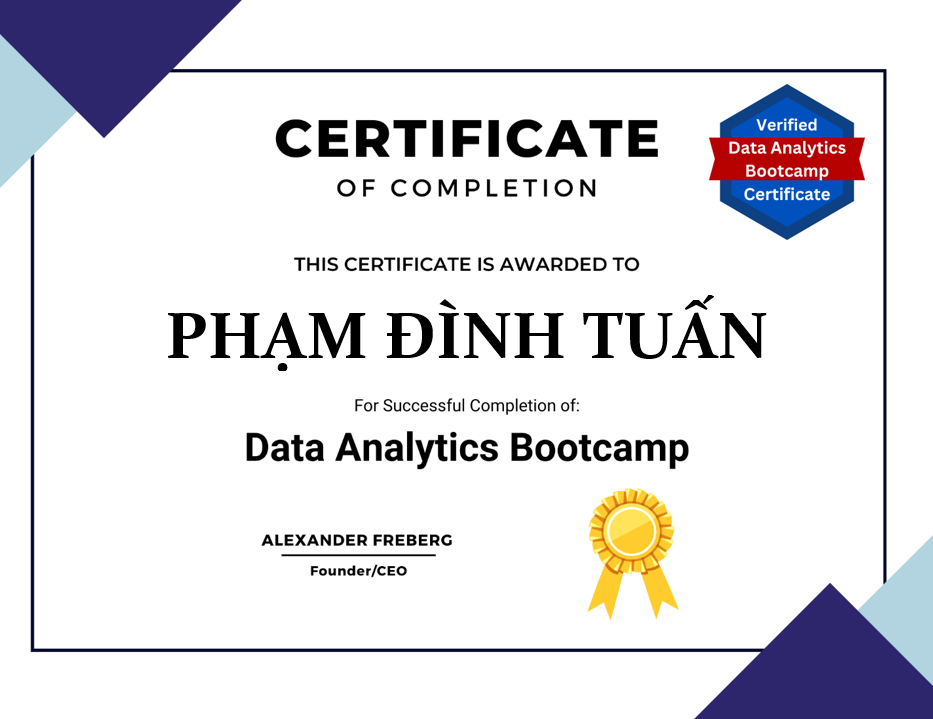 CERTIFICATE
OF COMPLETION
Verified
Data Analytics
Bootcamp
Certificate
THIS CERTIFICATE IS AWARDED TO
PHẠM ĐÌNH TUẤN
For Successful Completion of:
Data Analytics Bootcamp
ALEXANDER FREBERG
Founder/CEO